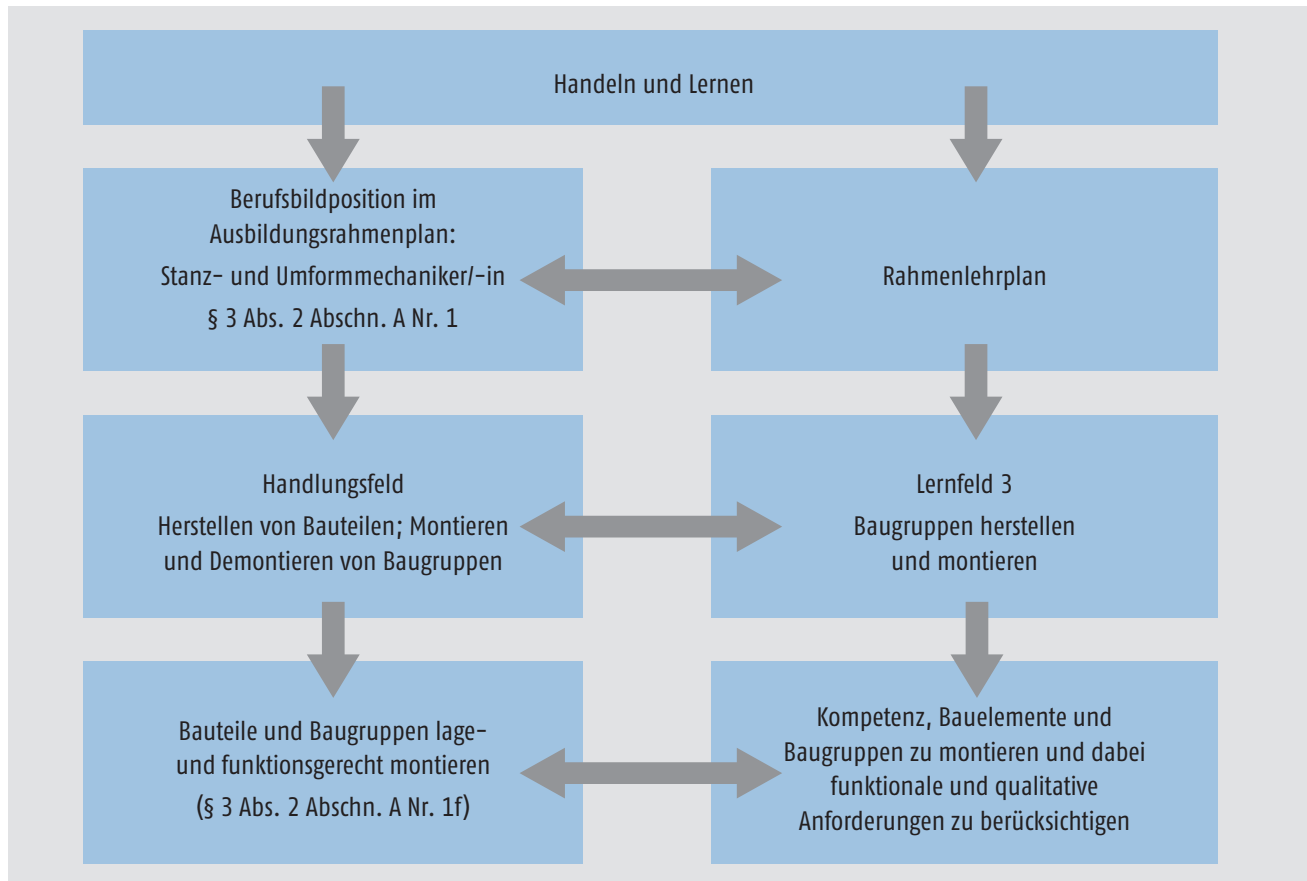 Handeln und Lernen
Berufsbildposition im
Ausbildungsrahmenplan:
Stanz- und Umformmechaniker/-in
§ 3 Abs. 2 Abschn. A Nr. 1
Rahmenlehrplan
Handlungsfeld
Herstellen von Bauteilen; Montieren
und Demontieren von Baugruppen
Lernfeld 3
Baugruppen herstellen
und montieren
Bauteile und Baugruppen lage-
und funktionsgerecht montieren
(§ 3 Abs. 2 Abschn. A Nr. 1f)
Kompetenz, Bauelemente und
Baugruppen zu montieren und dabei
funktionale und qualitative
Anforderungen zu berücksichtigen